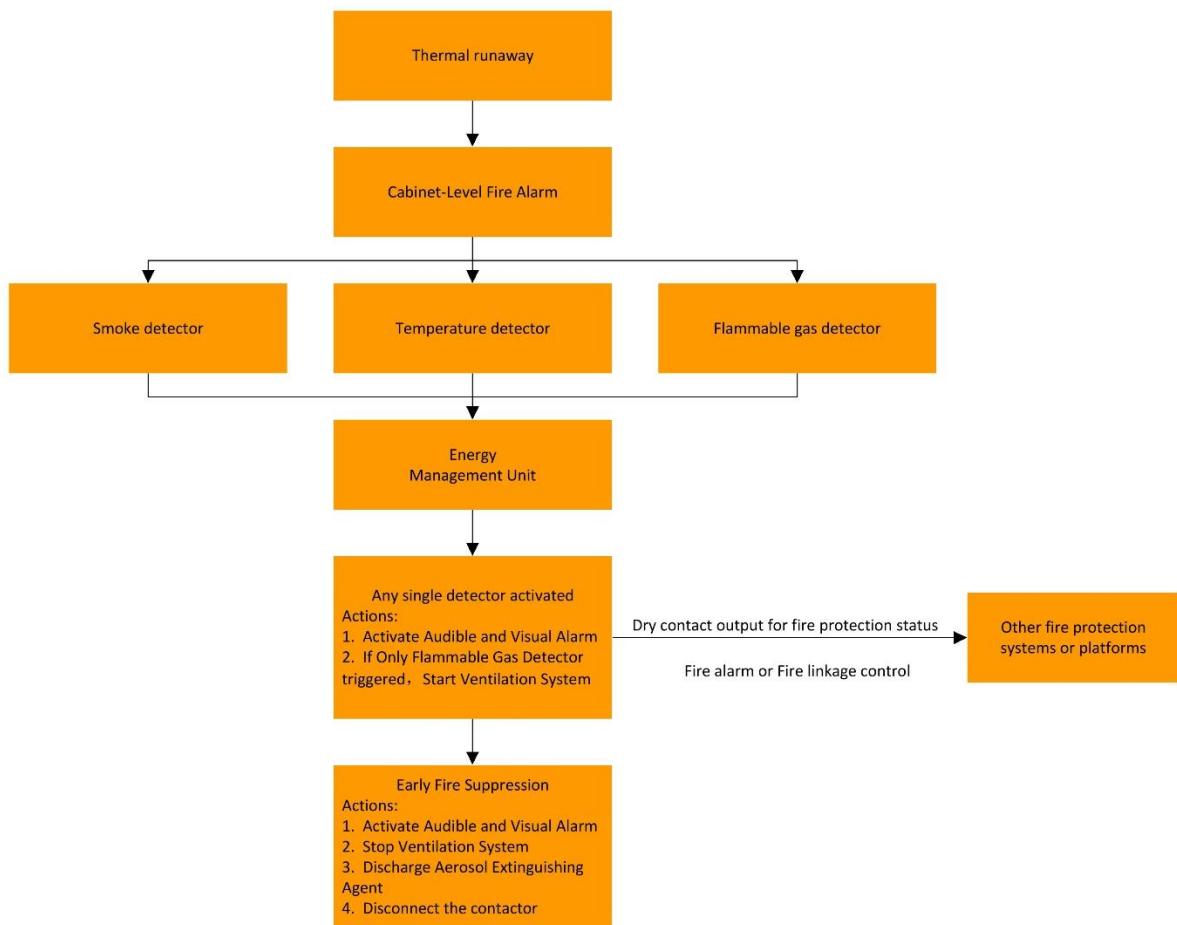 Thermal runaway
Cabinet-Level Fire Alarm
Smoke detector
Temperature detector
Flammable gas detector
Energy
Management Unit
Any single detector activated
Actions:
1. Activate Audible and Visual Alarm
2. If Only Flammable Gas Detector
triggered，Start Ventilation System
Dry contact output for fire protection status
Fire alarm or Fire linkage control
Other fire protection
systems or platforms
Early Fire Suppression
Actions:
1. Activate Audible and Visual Alarm
2. Stop Ventilation System
3. Discharge Aerosol Extinguishing
Agent
4. Disconnect the contactor